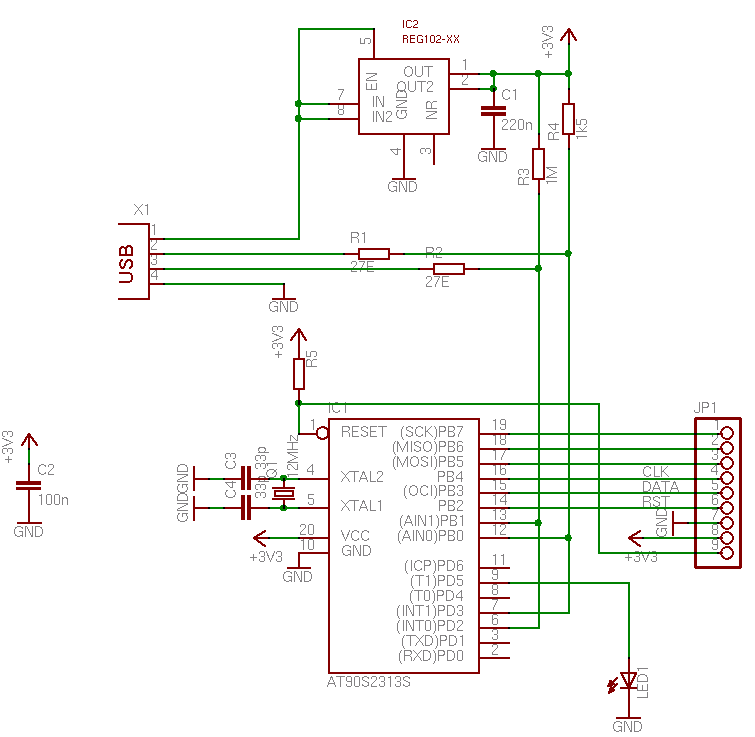 IC2
REG102-XX
+3V3
5
EN
OUT
OUT2
1
2
7
IN
8
IN2
GND
NR
4
3
GND
C1
220n
GND
R4
1k5
R3
1M
X1
USB
1
2
3
4
R1
27E
R2
27E
GND
+3V3
R5
IC1
JP1
1
RESET
(SCK)PB7
19
(MISO)PB6
18
(MOSI)PB5
17
4
XTAL2
PB4
16
(OCI)PB3
15
5
XTAL1
PB2
14
(AIN1)PB1
13
20
VCC
(AIN0)PB0
12
10
GND
(ICP)PD6
11
(T1)PD5
9
(T0)PD4
8
(INT1)PD3
7
(INT0)PD2
6
(TXD)PD1
3
(RXD)PD0
2
AT90S2313S
GND
GND
C3
33p
C4
33p
Q1
12MHz
+3V3
GND
+3V3
C2
100n
GND
CLK
DATA
RST
GND
+3V3
1
2
3
4
5
6
7
8
9
LED1
GND